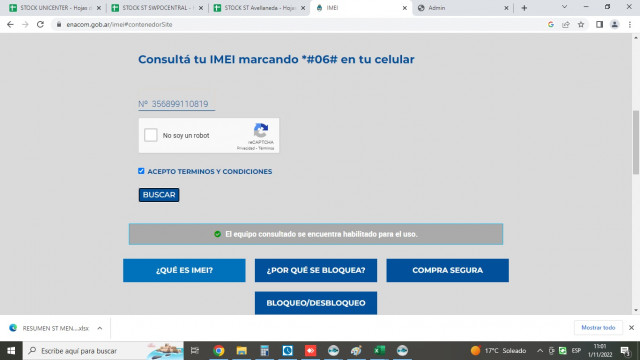 STOCK UNICENTER - Hojas d
STOCK ST SWPOCENTRAL - H
STOCK ST Avellaneda - Hojas
IMEI
Admin
enacom.gob.ar/imei#contenedorSite
Consultá tu IMEI marcando *#06# en tu celular
Nº 356899110819
No soy un robot
reCAPTCHA
Privacidad - Términos
ACEPTO TERMINOS Y CONDICIONES
BUSCAR
El equipo consultado se encuentra habilitado para el uso.
¿QUÉ ES IMEI?
¿POR QUÉ SE BLOQUEA?
COMPRA SEGURA
BLOQUEO/DESBLOQUEO
RESUMEN ST MEN....xlsx
Mostrar todo
Escribe aquí para buscar
17°C Soleado
ESP
11:01
1/11/2022